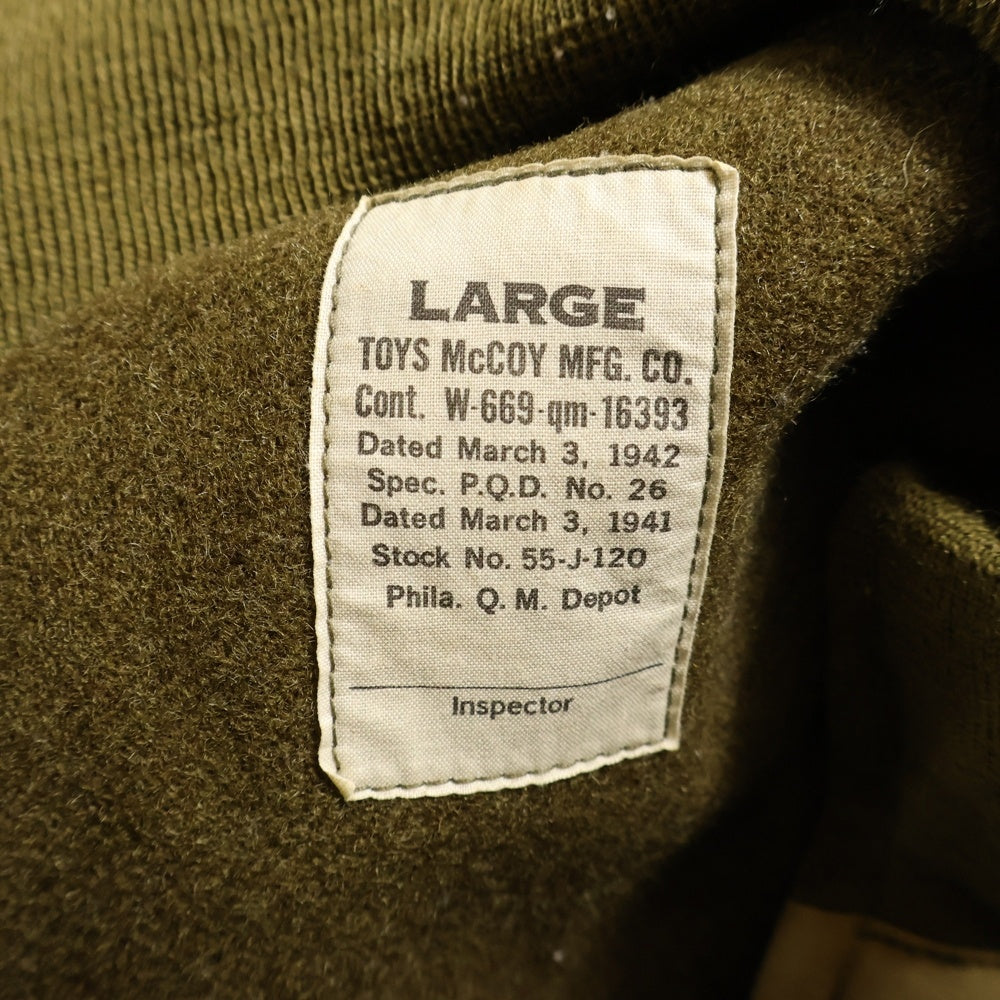 LARGE
TOYS McCOY MFG. CO.
Cont. W-669-qm-16393
Dated March 3, 1942
Spec. P.Q.D. No. 26
Dated March 3, 1941
Stock No. 55-J-120
Phila. Q. M. Depot
Inspector